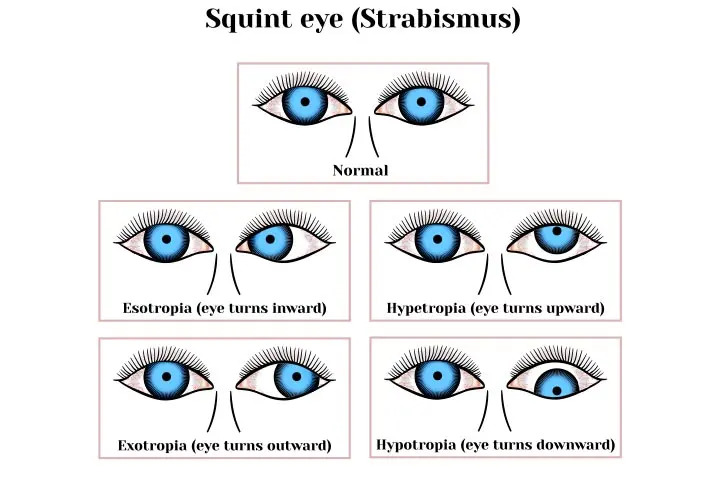 Squint eye (Strabismus)
Normal
Esotropia (eye turns inward)
Hypetropia (eye turns upward)
Exotropia (eye turns outward)
Hypotropia (eye turns downward)